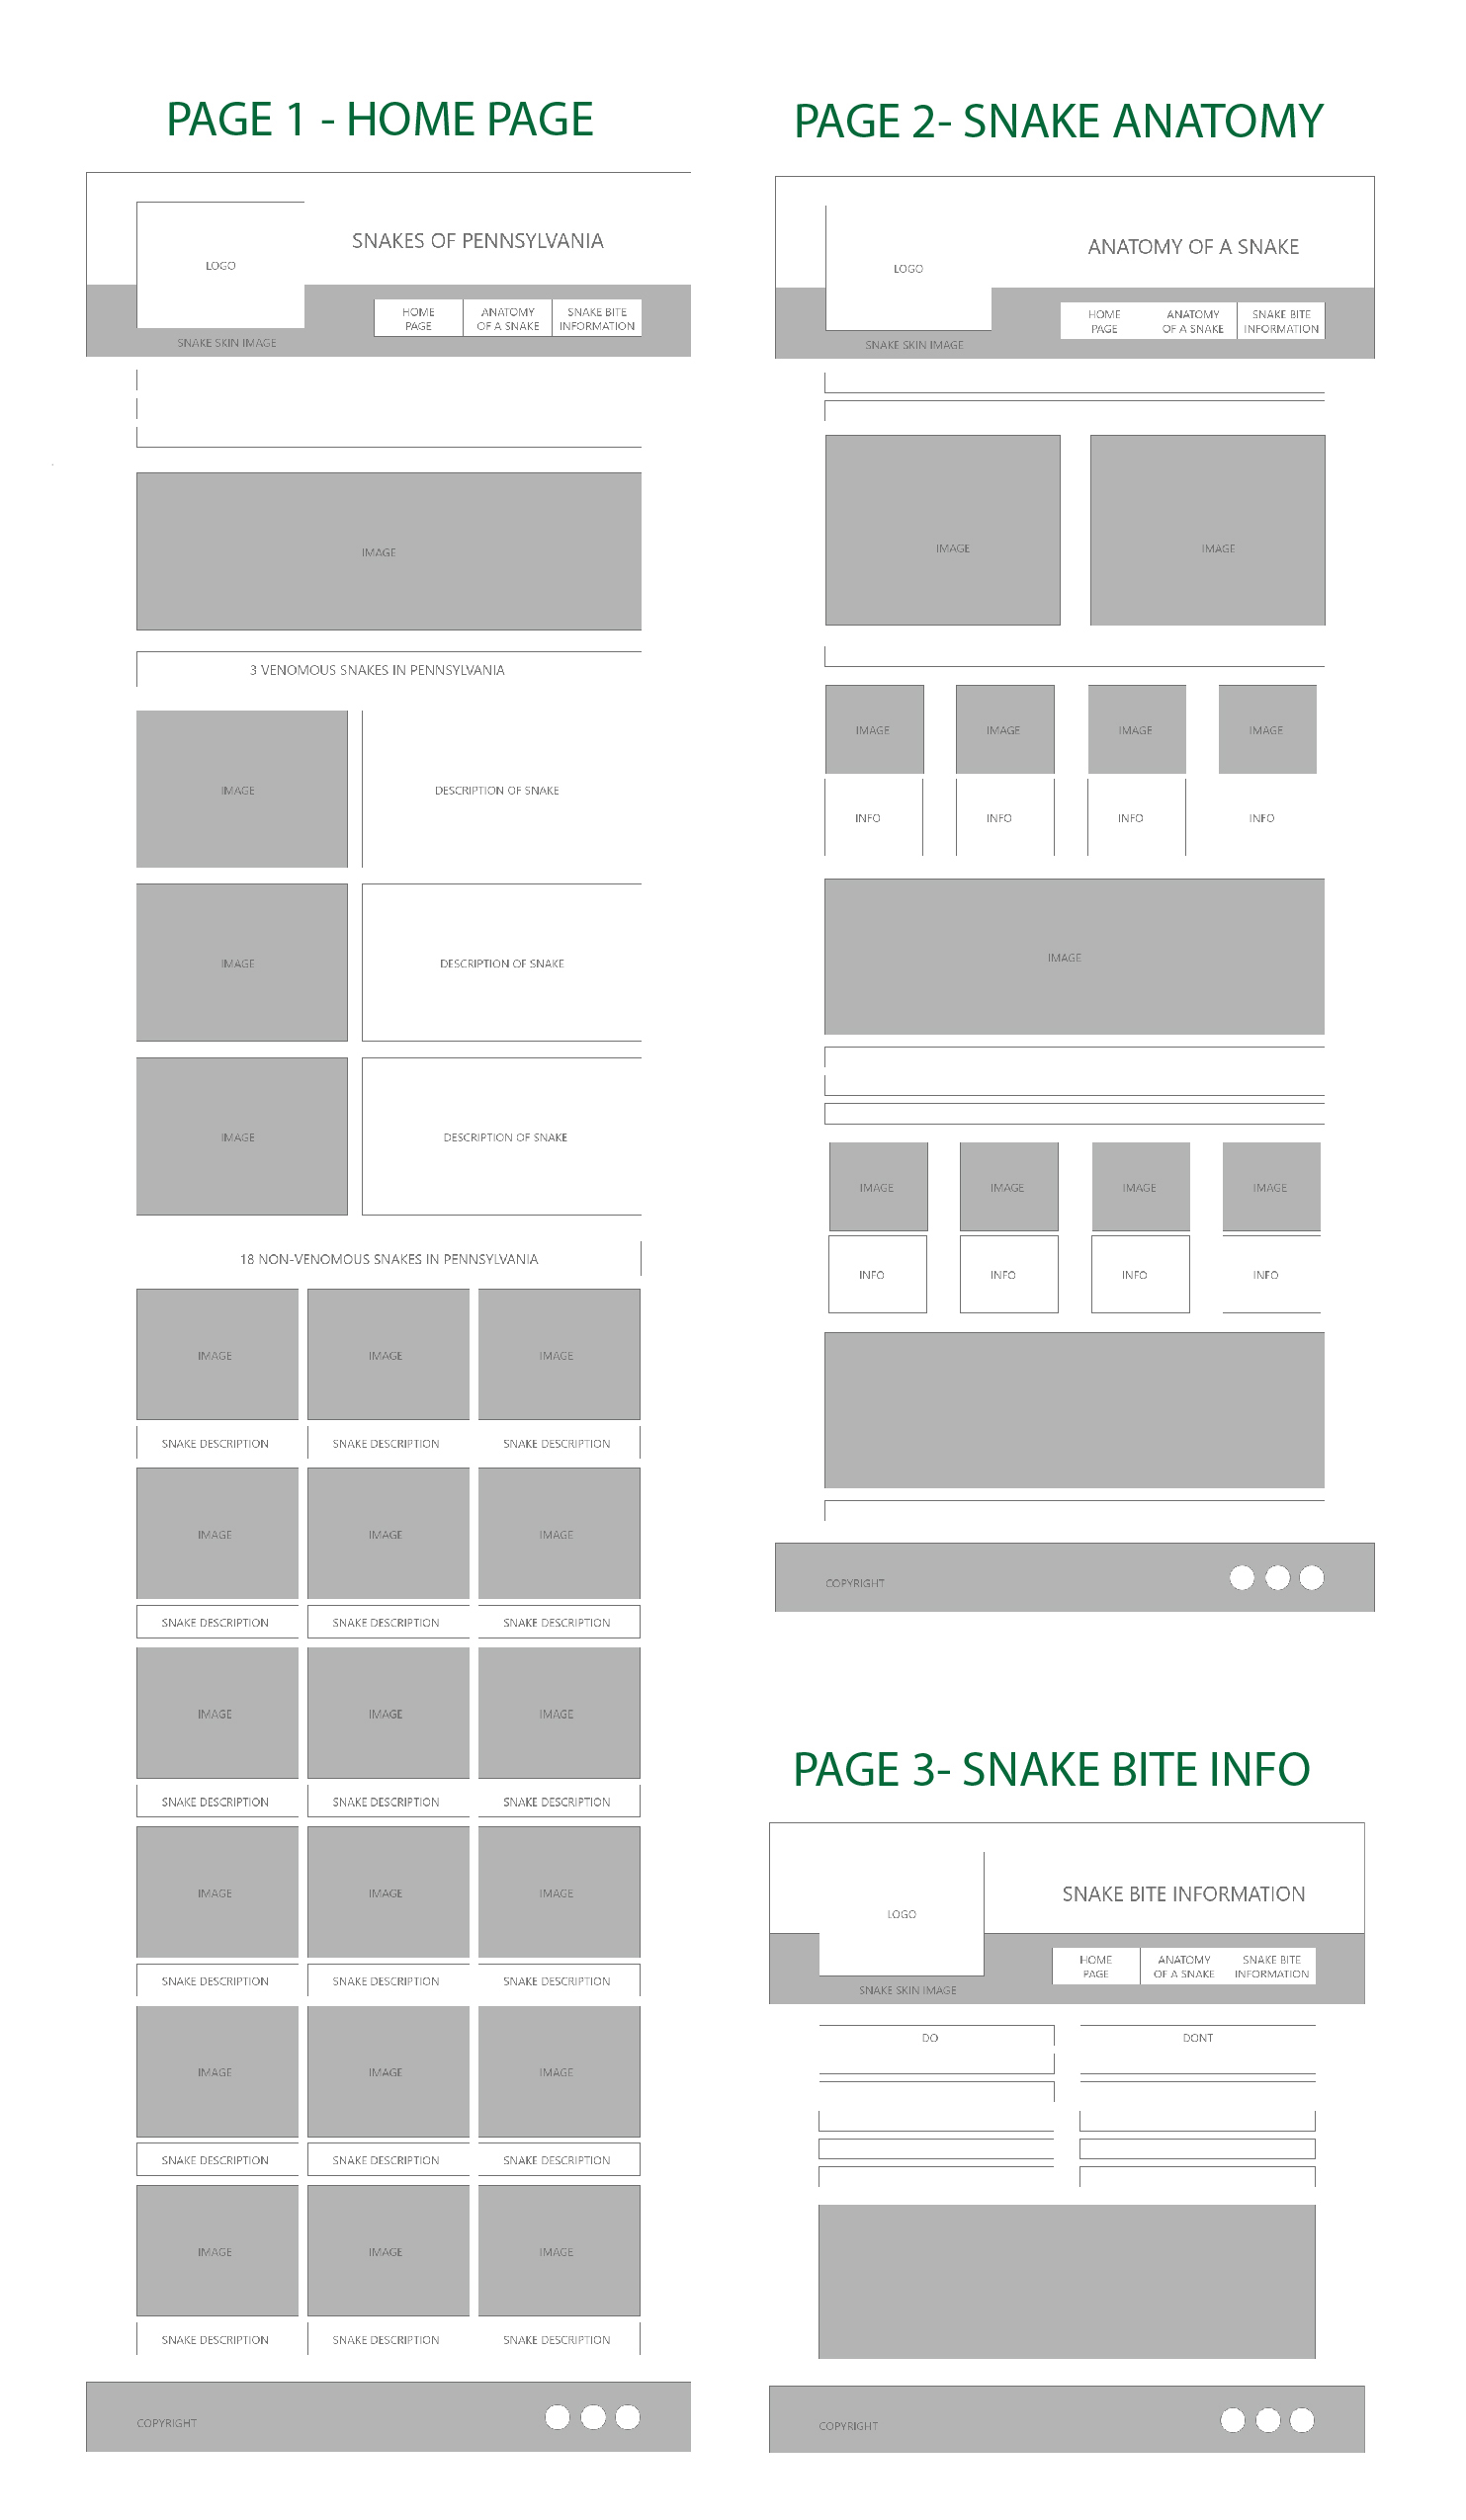 PAGE 1 - HOME PAGE
SNAKES OF PENNSYLVANIA
LOGO
HOME
PAGE
ANATOMY
OF A SNAKE
SNAKE BITE
INFORMATION
SNAKE SKIN IMAGE
IMAGE
3 VENOMOUS SNAKES IN PENNSYLVANIA
IMAGE
DESCRIPTION OF SNAKE
IMAGE
DESCRIPTION OF SNAKE
IMAGE
DESCRIPTION OF SNAKE
18 NON-VENOMOUS SNAKES IN PENNSYLVANIA
IMAGE IMAGE IMAGE
SNAKE DESCRIPTION SNAKE DESCRIPTION SNAKE DESCRIPTION
IMAGE IMAGE IMAGE
SNAKE DESCRIPTION SNAKE DESCRIPTION SNAKE DESCRIPTION
IMAGE IMAGE IMAGE
SNAKE DESCRIPTION SNAKE DESCRIPTION SNAKE DESCRIPTION
IMAGE IMAGE IMAGE
SNAKE DESCRIPTION SNAKE DESCRIPTION SNAKE DESCRIPTION
IMAGE IMAGE IMAGE
SNAKE DESCRIPTION SNAKE DESCRIPTION SNAKE DESCRIPTION
IMAGE IMAGE IMAGE
SNAKE DESCRIPTION SNAKE DESCRIPTION SNAKE DESCRIPTION
COPYRIGHT
PAGE 2- SNAKE ANATOMY
ANATOMY OF A SNAKE
LOGO
HOME
PAGE
ANATOMY
OF A SNAKE
SNAKE BITE
INFORMATION
SNAKE SKIN IMAGE
IMAGE IMAGE
IMAGE IMAGE IMAGE IMAGE
INFO INFO INFO INFO
IMAGE
IMAGE IMAGE IMAGE IMAGE
INFO INFO INFO INFO
COPYRIGHT
PAGE 3- SNAKE BITE INFO
SNAKE BITE INFORMATION
LOGO
HOME
PAGE
ANATOMY
OF A SNAKE
SNAKE BITE
INFORMATION
SNAKE SKIN IMAGE
DO DONT
COPYRIGHT